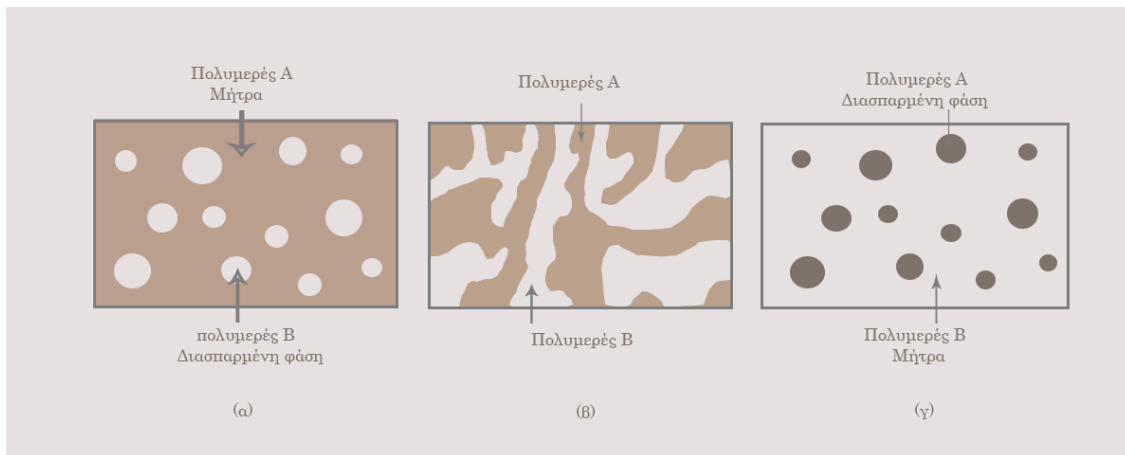 Πολυμερές Α
Μήτρα
πολυμερές Β
Διασπαρμένη φάση
(α)
Πολυμερές Α
Πολυμερές Β
(β)
Πολυμερές Α
Διασπαρμένη φάση
Πολυμερές Β
Μήτρα
(γ)